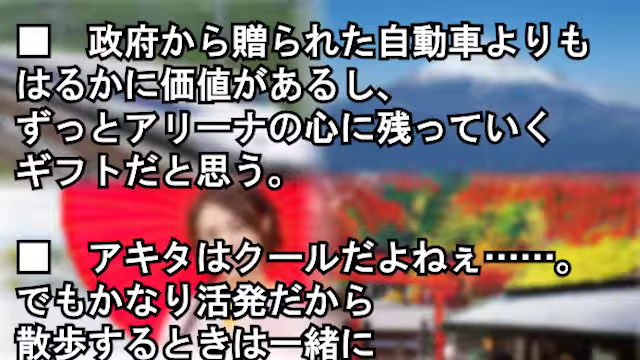 ■　政府から贈られた自動車よりも
はるかに価値があるし、
ずっとアリーナの心に残っていく
ギフトだと思う。
■　アキタはクールだよねぇ……。
でもかなり活発だから
散歩するときは一緒に